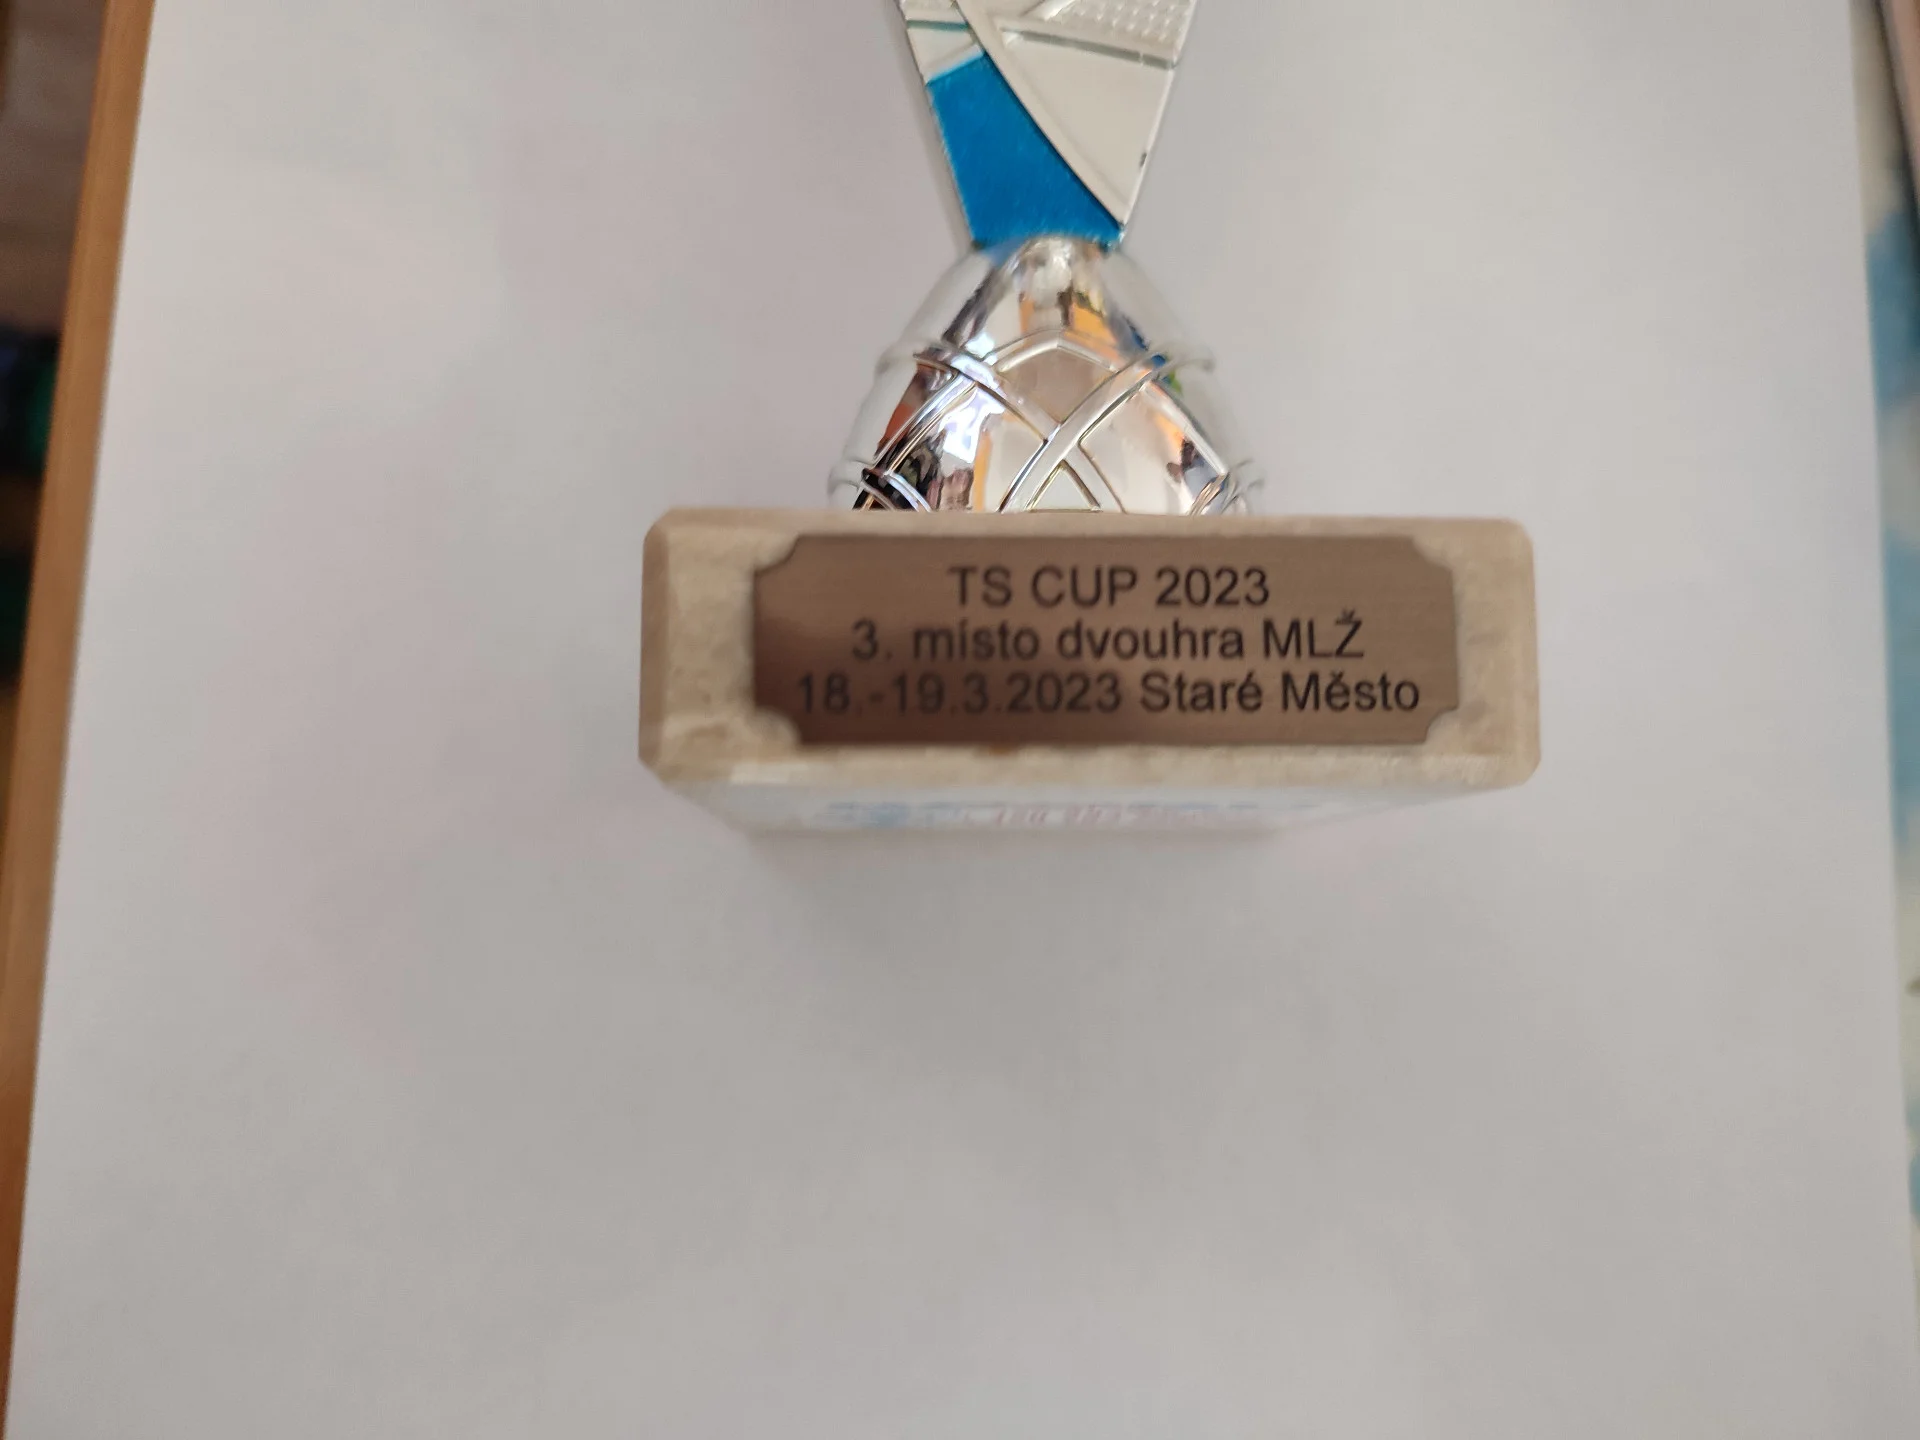 TS CUP 2023
3. místo dvouhra MLŽ
18.-19.3.2023 Staré Město